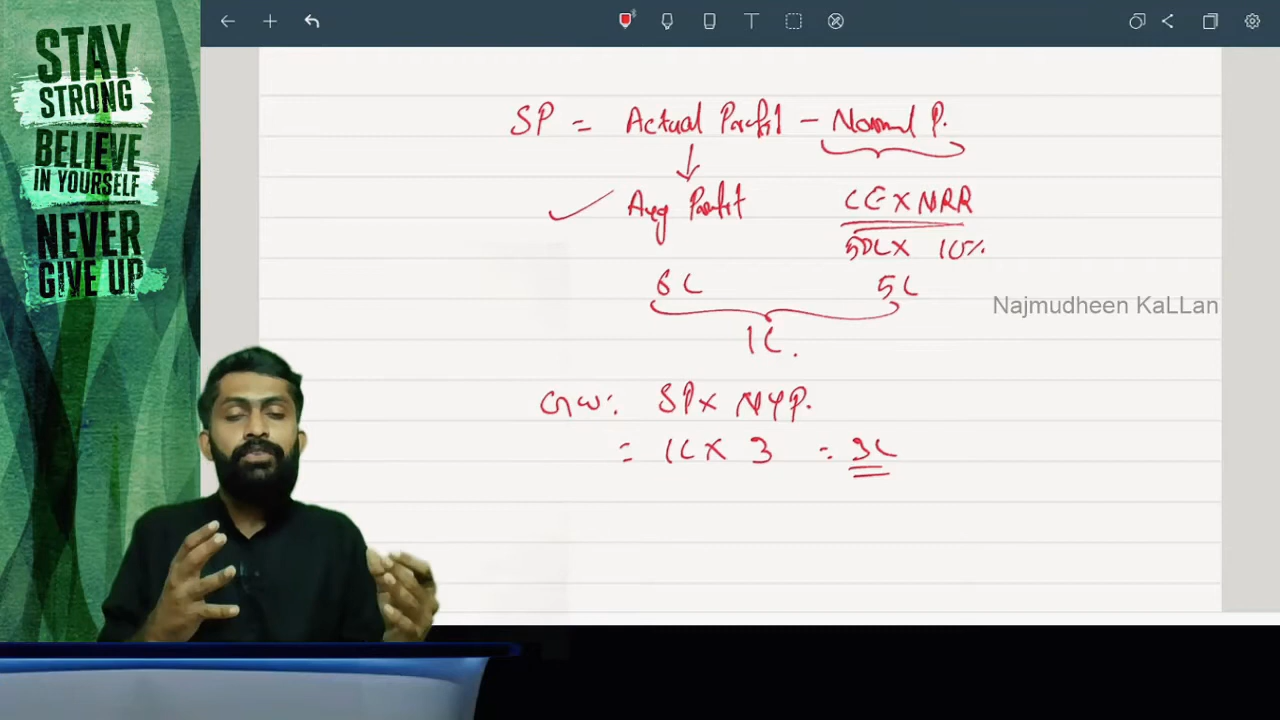 STAY
STRONG
BELIEVE
IN YOURSELF
NEVER
GIVE UP
SP = Actual Profit - Normal P.
Avg Profit CE X NRR
50L X 10%
6L 5L
Najmudheen KaLLan
1L.
GW: SP X NYP.
= 1L X 3 = 3L